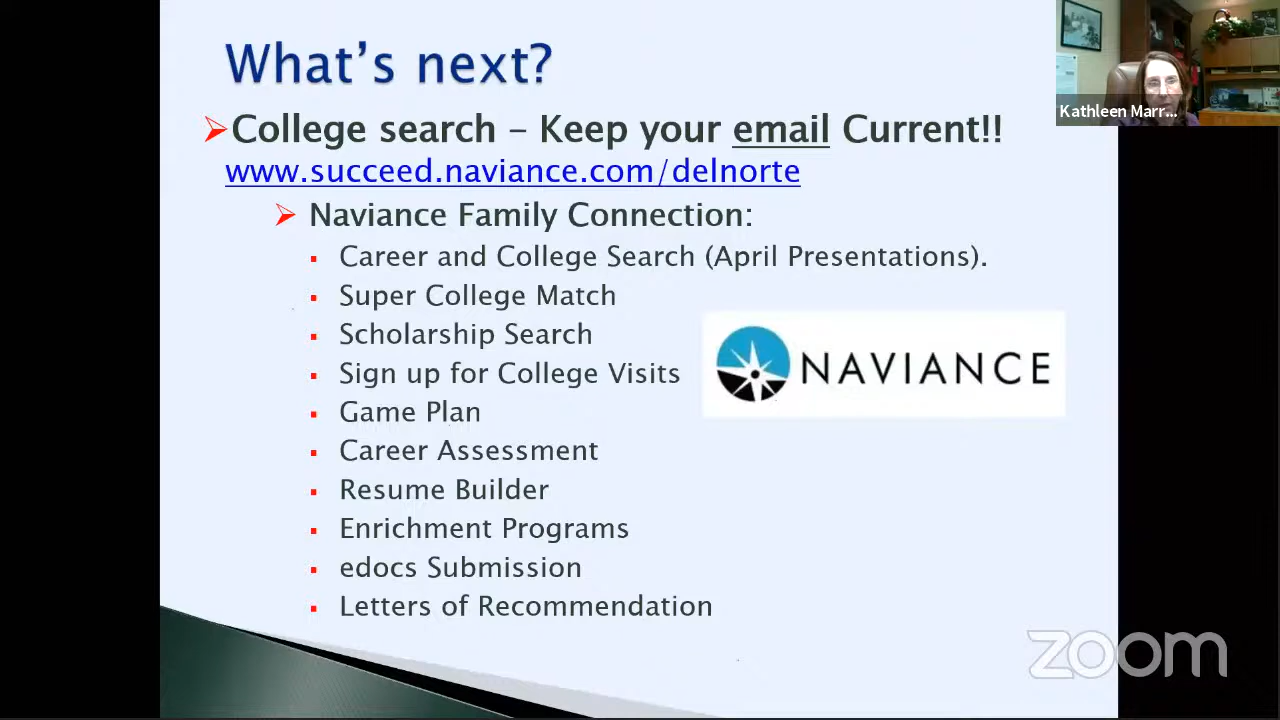 What's next?
College search – Keep your email Current!!
www.succeed.naviance.com/delnorte
Naviance Family Connection:
Career and College Search (April Presentations).
Super College Match
Scholarship Search
Sign up for College Visits
Game Plan
Career Assessment
Resume Builder
Enrichment Programs
edocs Submission
Letters of Recommendation
NAVIANCE
Kathleen Marr...
zoom